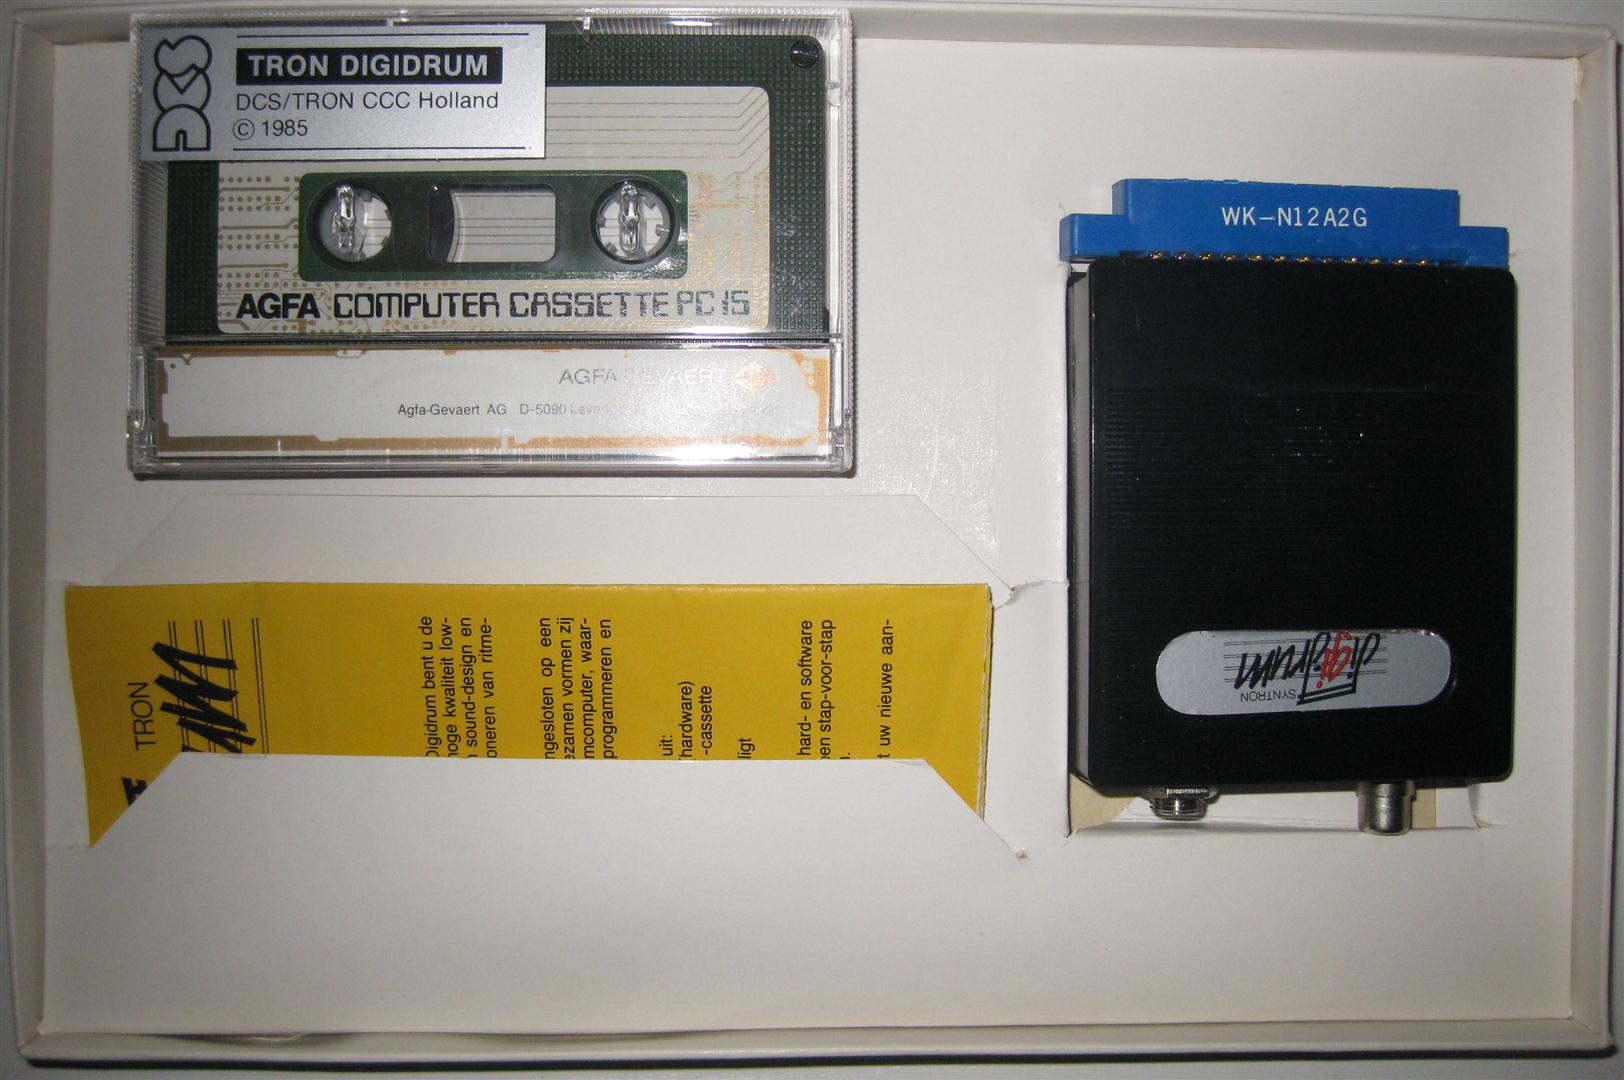 DCS
TRON DIGIDRUM
DCS/TRON CCC Holland
© 1985
AGFA COMPUTER CASSETTE PC 15
AGFA GEVAERT
Agfa-Gevaert AG D-5090
WK-N12A2G
SYNTRON
digidrum
TRON
Digidrum bent u de
hoge kwaliteit low-
sound-design en
oneren van ritme-
ngesloten op een
ezamen vormen zij
mcomputer, waar-
programmeren en
uit:
(hardware)
-cassette
ligt
hard- en software
een stap-voor-stap
t uw nieuwe aan-